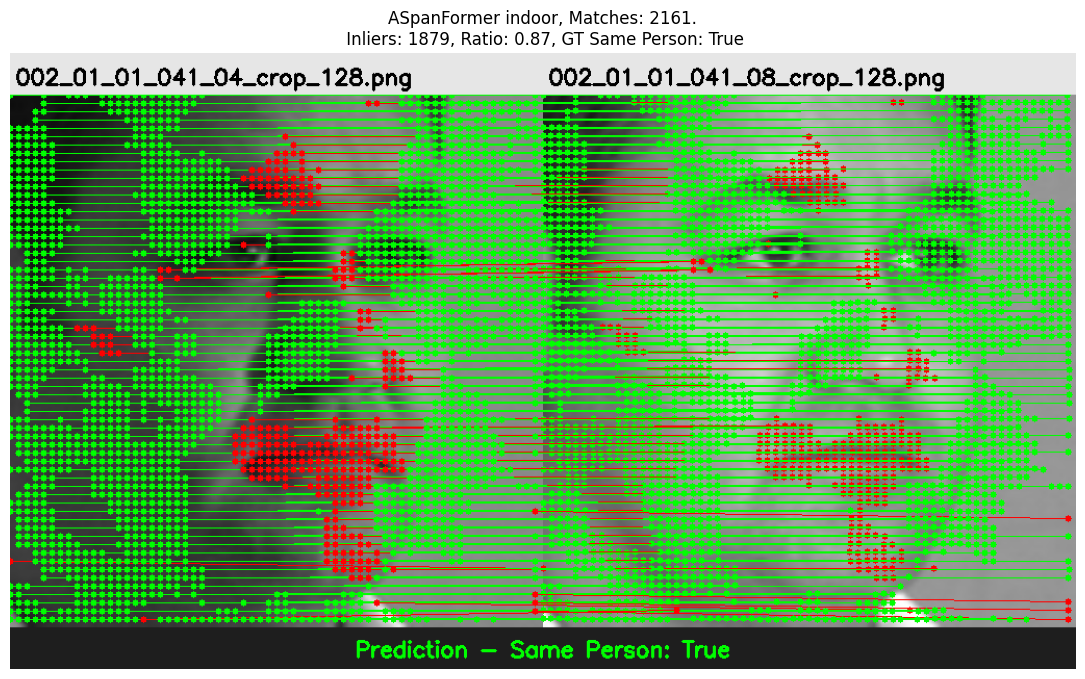 ASpanFormer indoor, Matches: 2161.
Inliers: 1879, Ratio: 0.87, GT Same Person: True
002_01_01_041_04_crop_128.png
002_01_01_041_08_crop_128.png
Prediction - Same Person: True